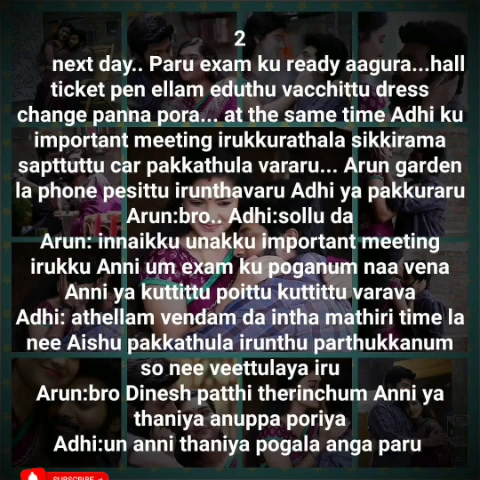 2
next day.. Paru exam ku ready aagura...hall
ticket pen ellam eduthu vacchittu dress
change panna pora... at the same time Adhi ku
important meeting irukkurathala sikkirama
sapttuttu car pakkathula vararu... Arun garden
la phone pesittu irunthavaru Adhi ya pakkuraru
Arun:bro.. Adhi:sollu da
Arun: innaikku unakku important meeting
irukku Anni um exam ku poganum naa vena
Anni ya kuttittu poittu kuttittu varava
Adhi: athellam vendam da intha mathiri time la
nee Aishu pakkathula irunthu parthukkanum
so nee veettulaya iru
Arun:bro Dinesh patthi therinchum Anni ya
thaniya anuppa poriya
Adhi:un anni thaniya pogala anga paru
SUBSCRIBE